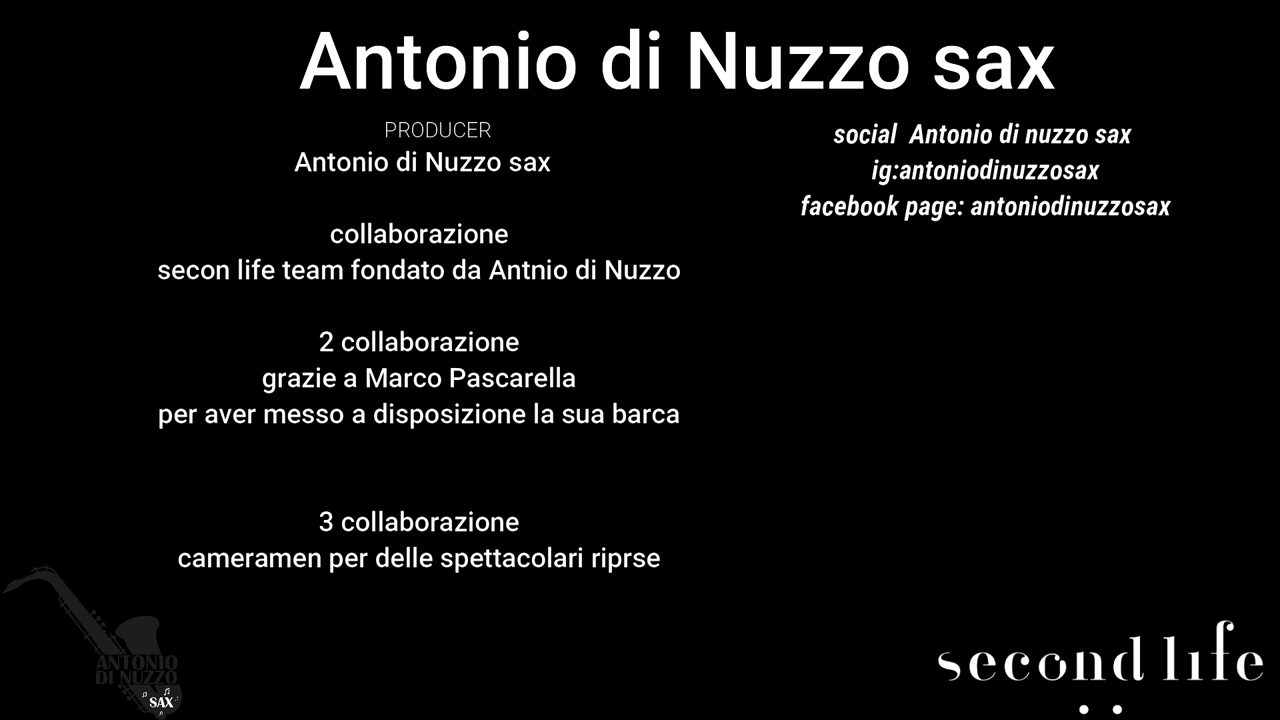 Antonio di Nuzzo sax
PRODUCER
Antonio di Nuzzo sax
collaborazione
secon life team fondato da Antnio di Nuzzo
2 collaborazione
grazie a Marco Pascarella
per aver messo a disposizione la sua barca
3 collaborazione
cameramen per delle spettacolari riprse
social  Antonio di nuzzo sax
ig:antoniodinuzzosax
facebook page: antoniodinuzzosax
ANTONIO
DI NUZZO
SAX
second life